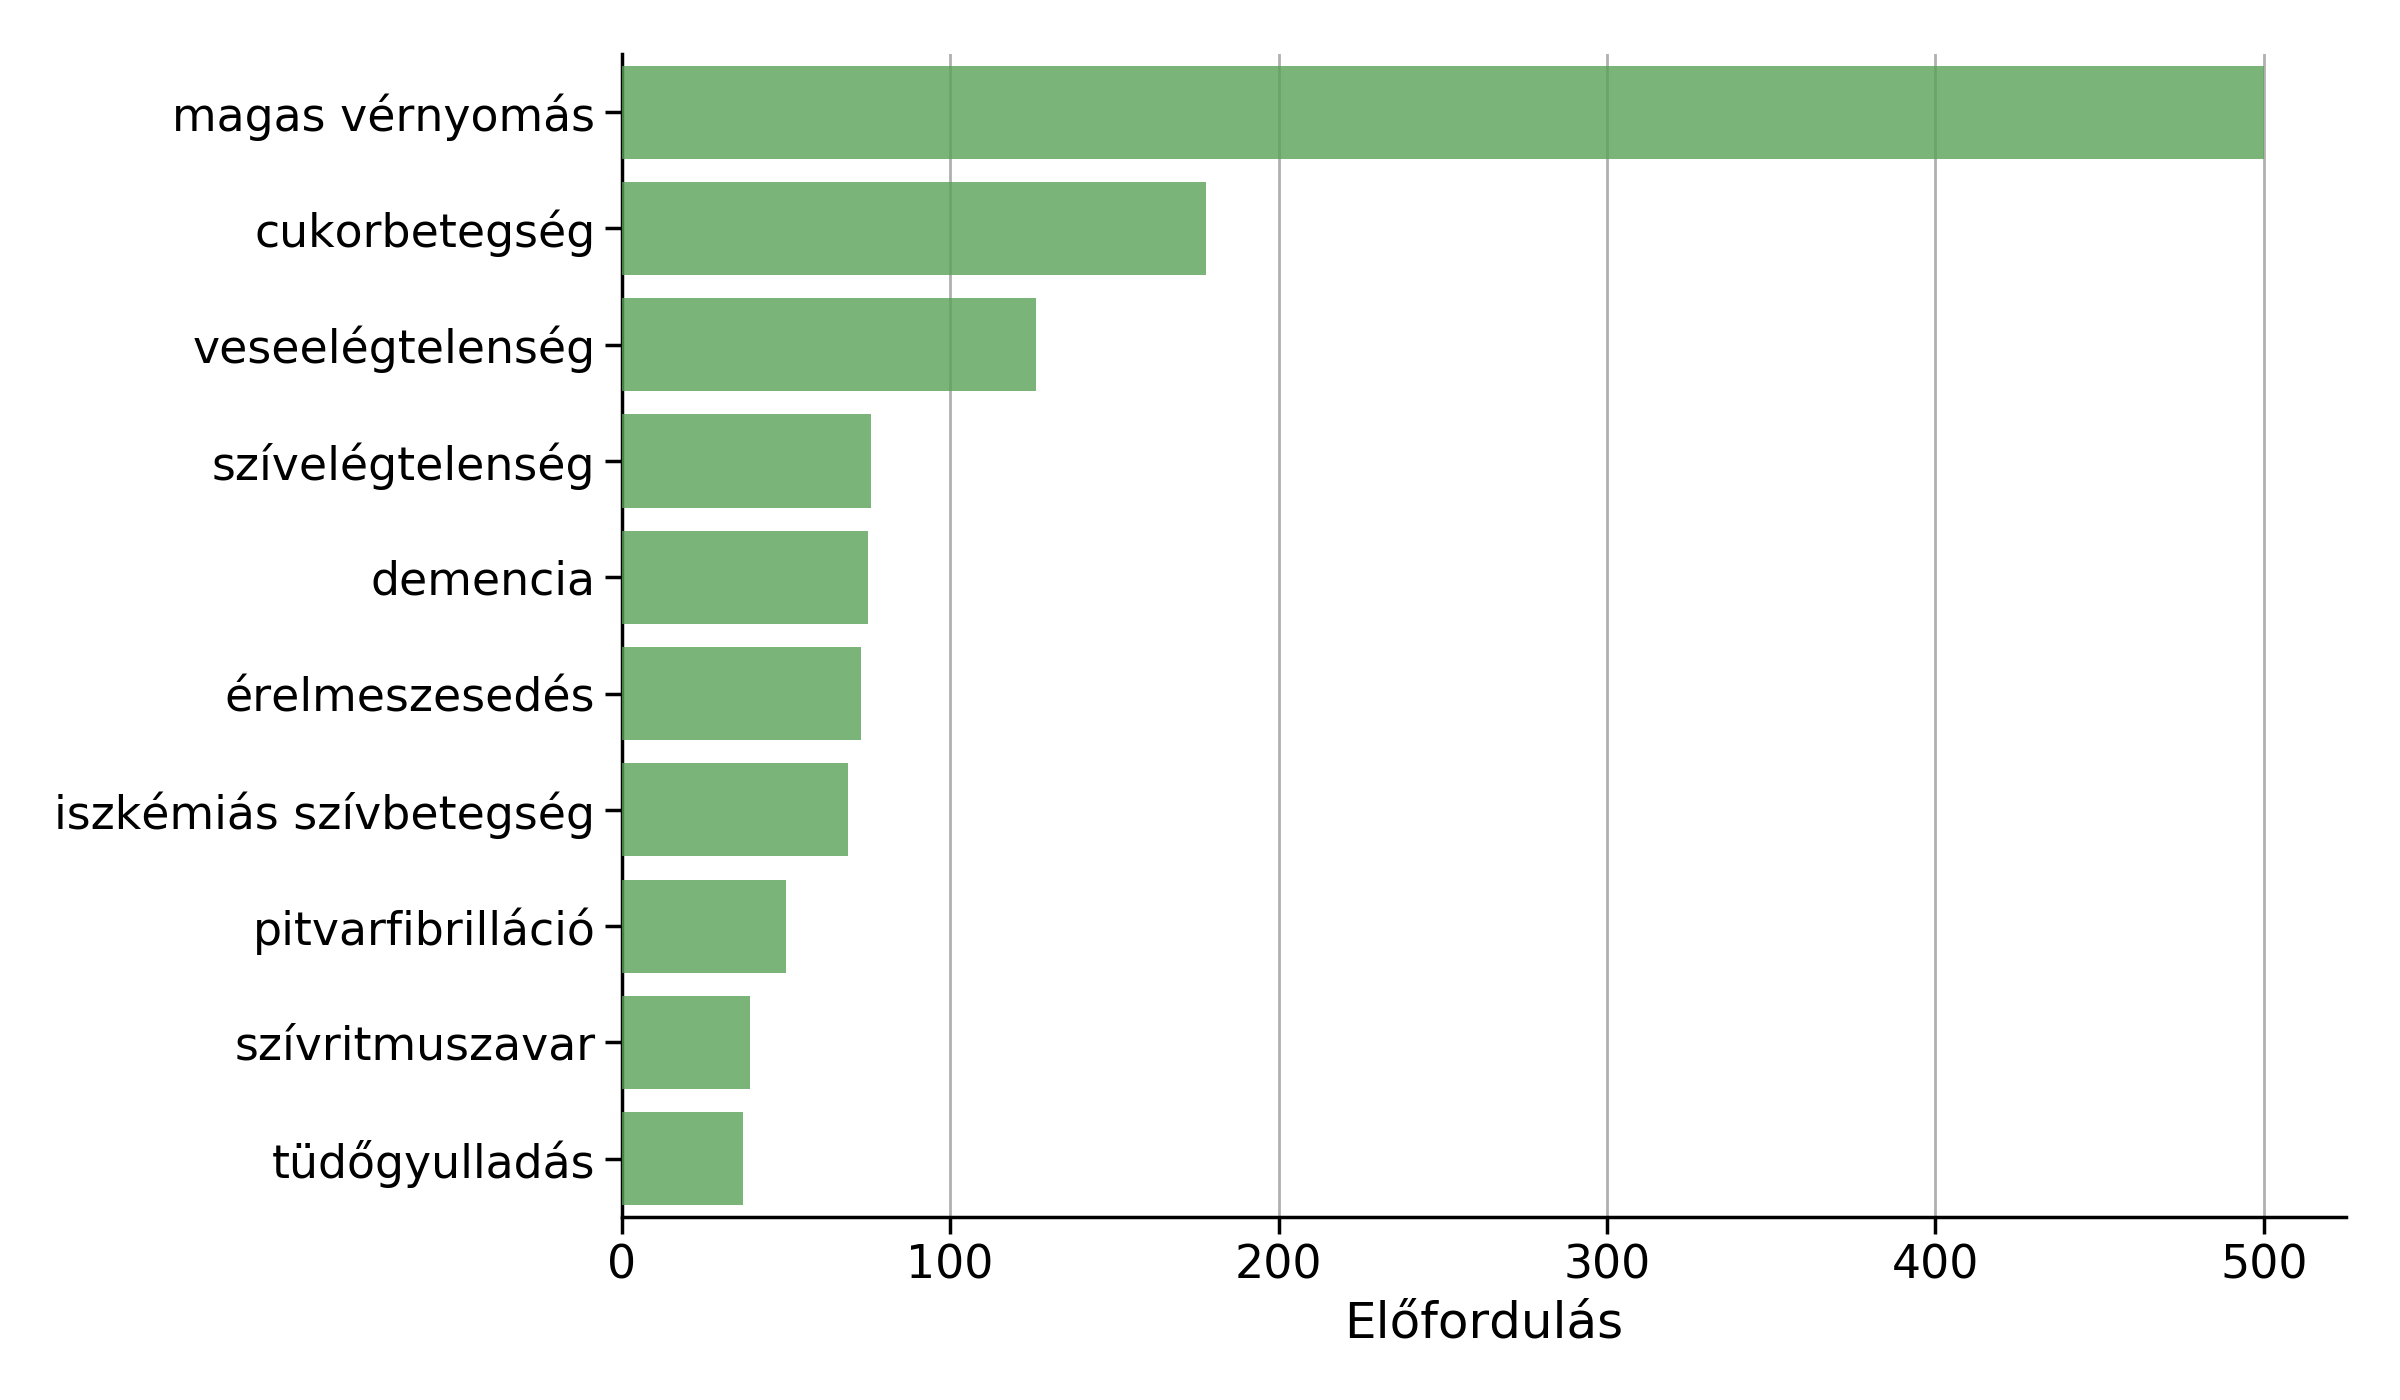 magas vérnyomás
cukorbetegség
veseelégtelenség
szívelégtelenség
demencia
érelmeszesedés
iszkémiás szívbetegség
pitvarfibrilláció
szívritmuszavar
tüdőgyulladás
0 100 200 300 400 500
Előfordulás